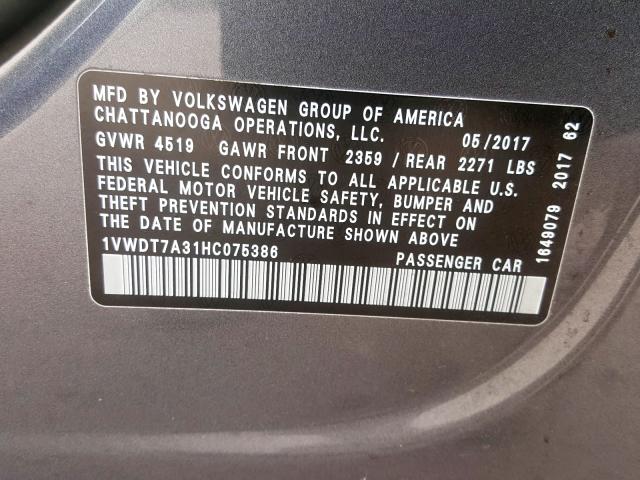 MFD BY VOLKSWAGEN GROUP OF AMERICA
CHATTANOOGA OPERATIONS, LLC. 05/2017
GVWR 4519 GAWR FRONT 2359 / REAR 2271 LBS
THIS VEHICLE CONFORMS TO ALL APPLICABLE U.S.
FEDERAL MOTOR VEHICLE SAFETY, BUMPER AND
THEFT PREVENTION STANDARDS IN EFFECT ON
THE DATE OF MANUFACTURE SHOWN ABOVE
1VWDT7A31HC075386 PASSENGER CAR
1649079 2017 62